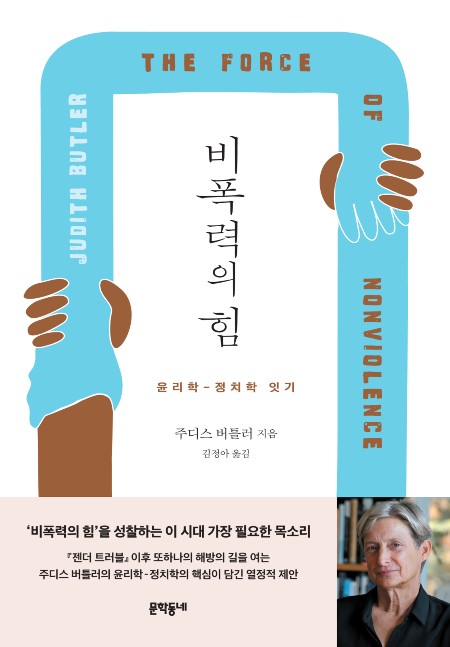 THE FORCE
OF
NONVIOLENCE
JUDITH BUTLER
비폭력의 힘
윤리학-정치학 잇기
주디스 버틀러 지음
김정아 옮김
'비폭력의 힘'을 성찰하는 이 시대 가장 필요한 목소리
『젠더 트러블』 이후 또하나의 해방의 길을 여는
주디스 버틀러의 윤리학-정치학의 핵심이 담긴 열정적 제안
문학동네